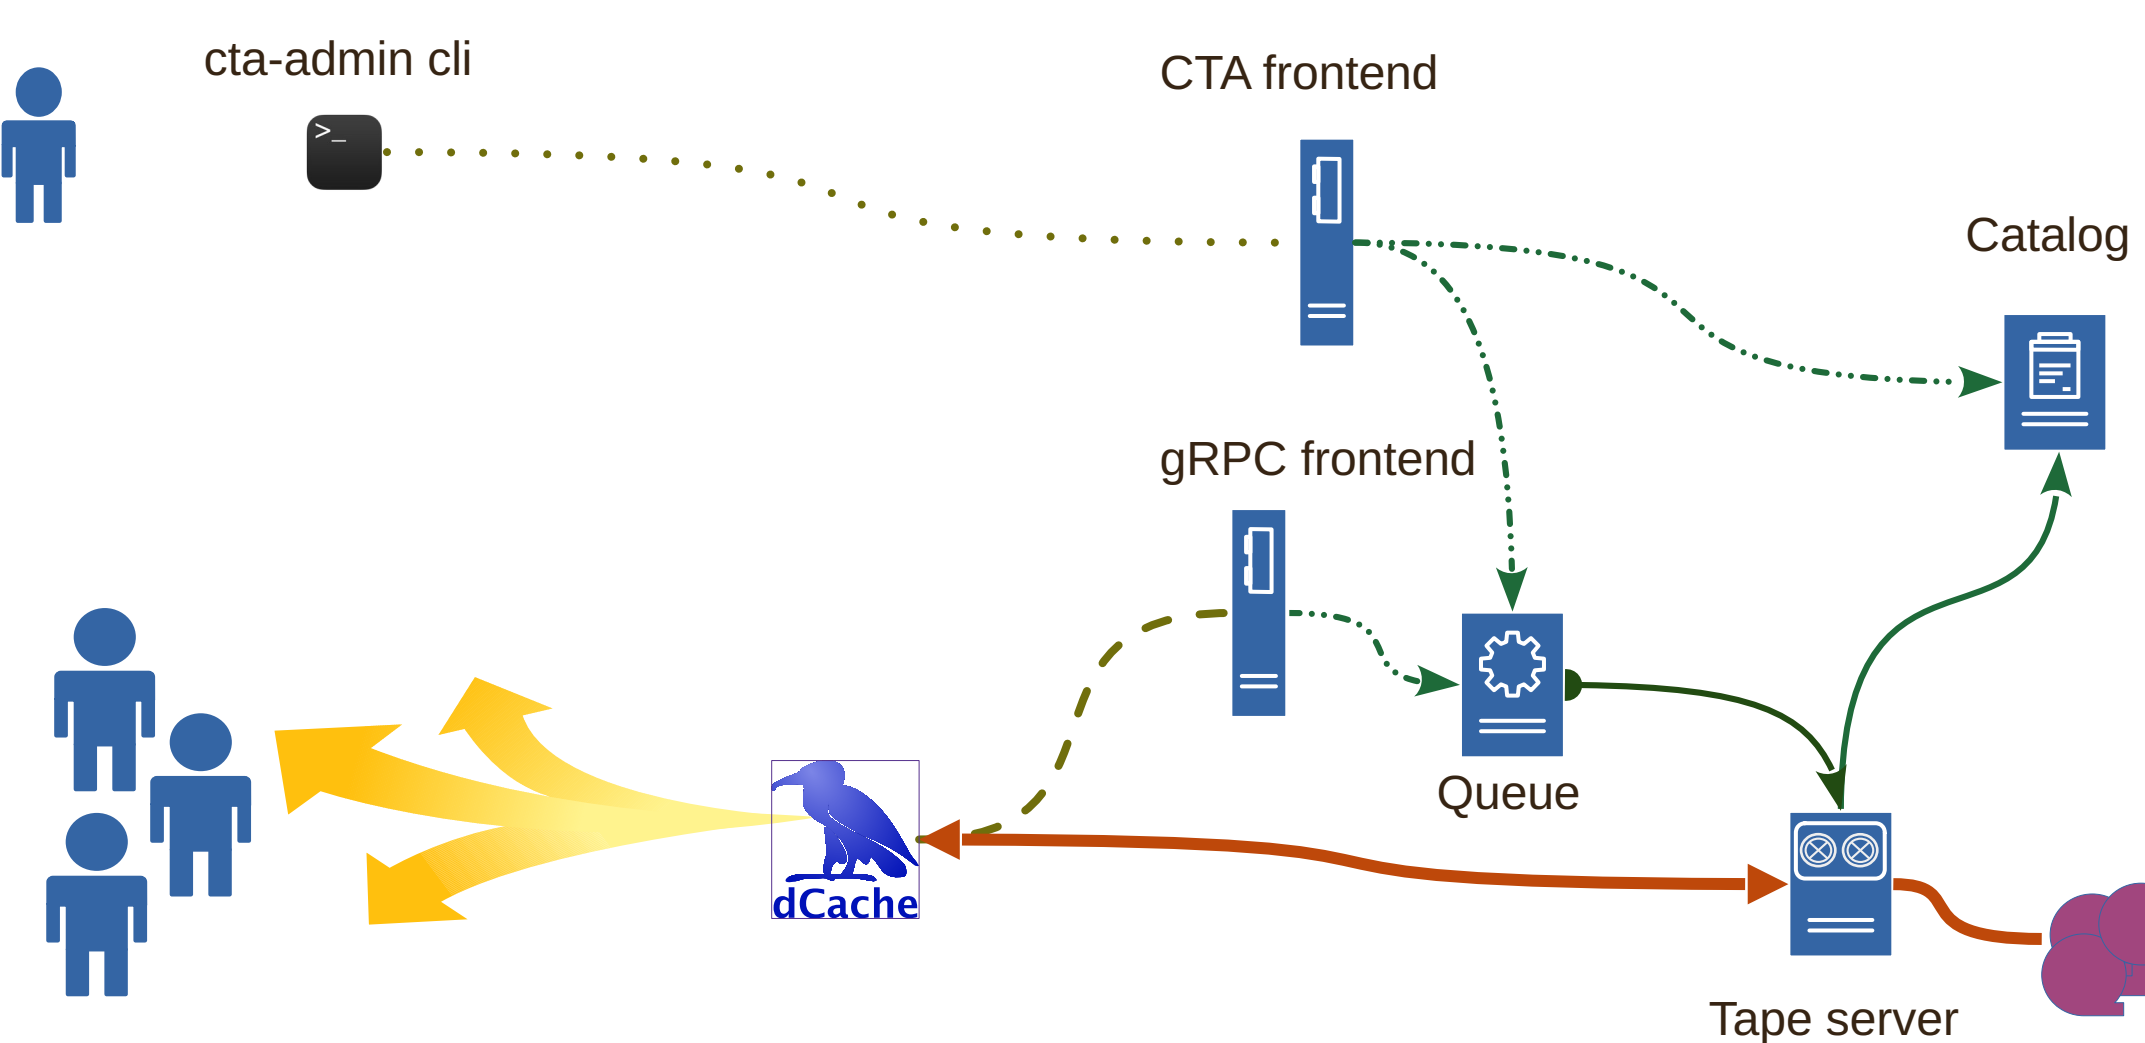 cta-admin cli
CTA frontend
>_
Catalog
gRPC frontend
Queue
dCache
Tape server